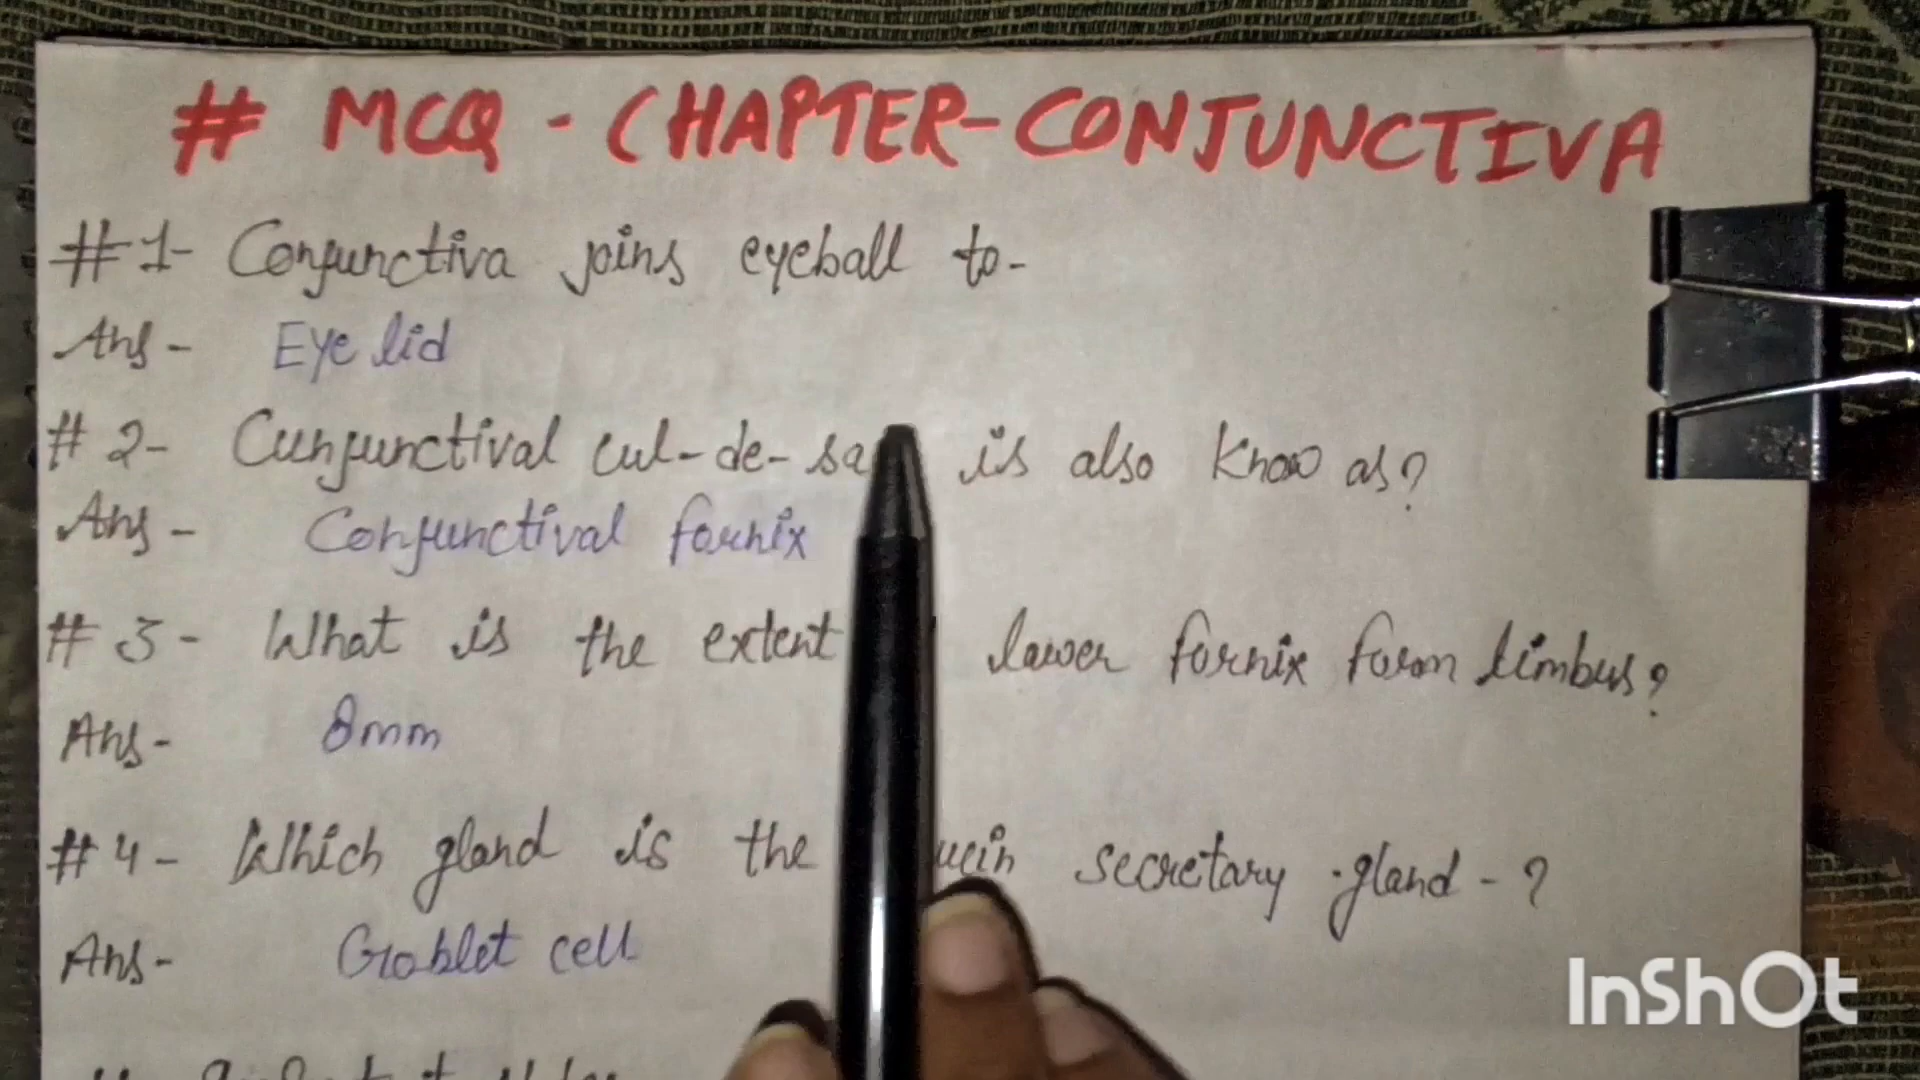 # MCQ - CHAPTER-CONJUNCTIVA
#1- Conjunctiva joins eyeball to-
Ans- Eye lid
#2- Cunjunctival cul-de-sa is also Know as?
Ans- Conjunctival fornix
#3- What is the extent lower fornix form limbus?
Ans- 8mm
#4- Which gland is the ucin secretary gland-?
Ans- Goblet cell
InShOt